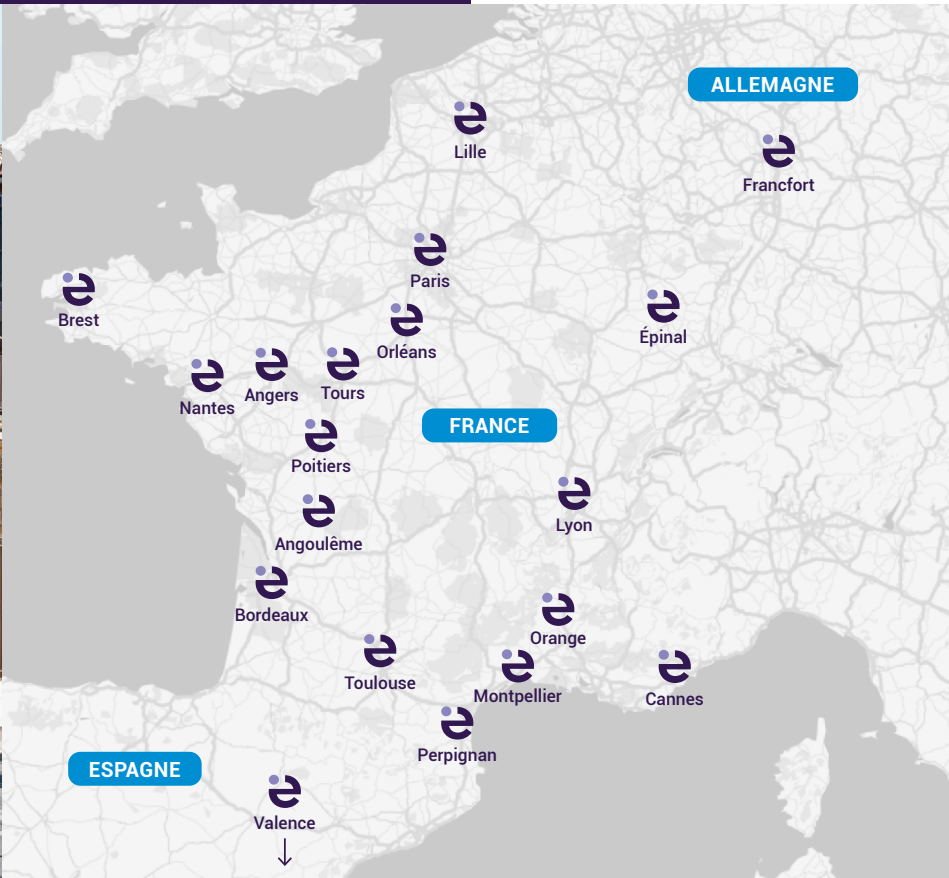 ALLEMAGNE
Lille
Francfort
Paris
Brest
Épinal
Orléans
Nantes
Angers
Tours
FRANCE
Poitiers
Lyon
Angoulême
Bordeaux
Orange
Toulouse
Montpellier
Cannes
Perpignan
ESPAGNE
Valence